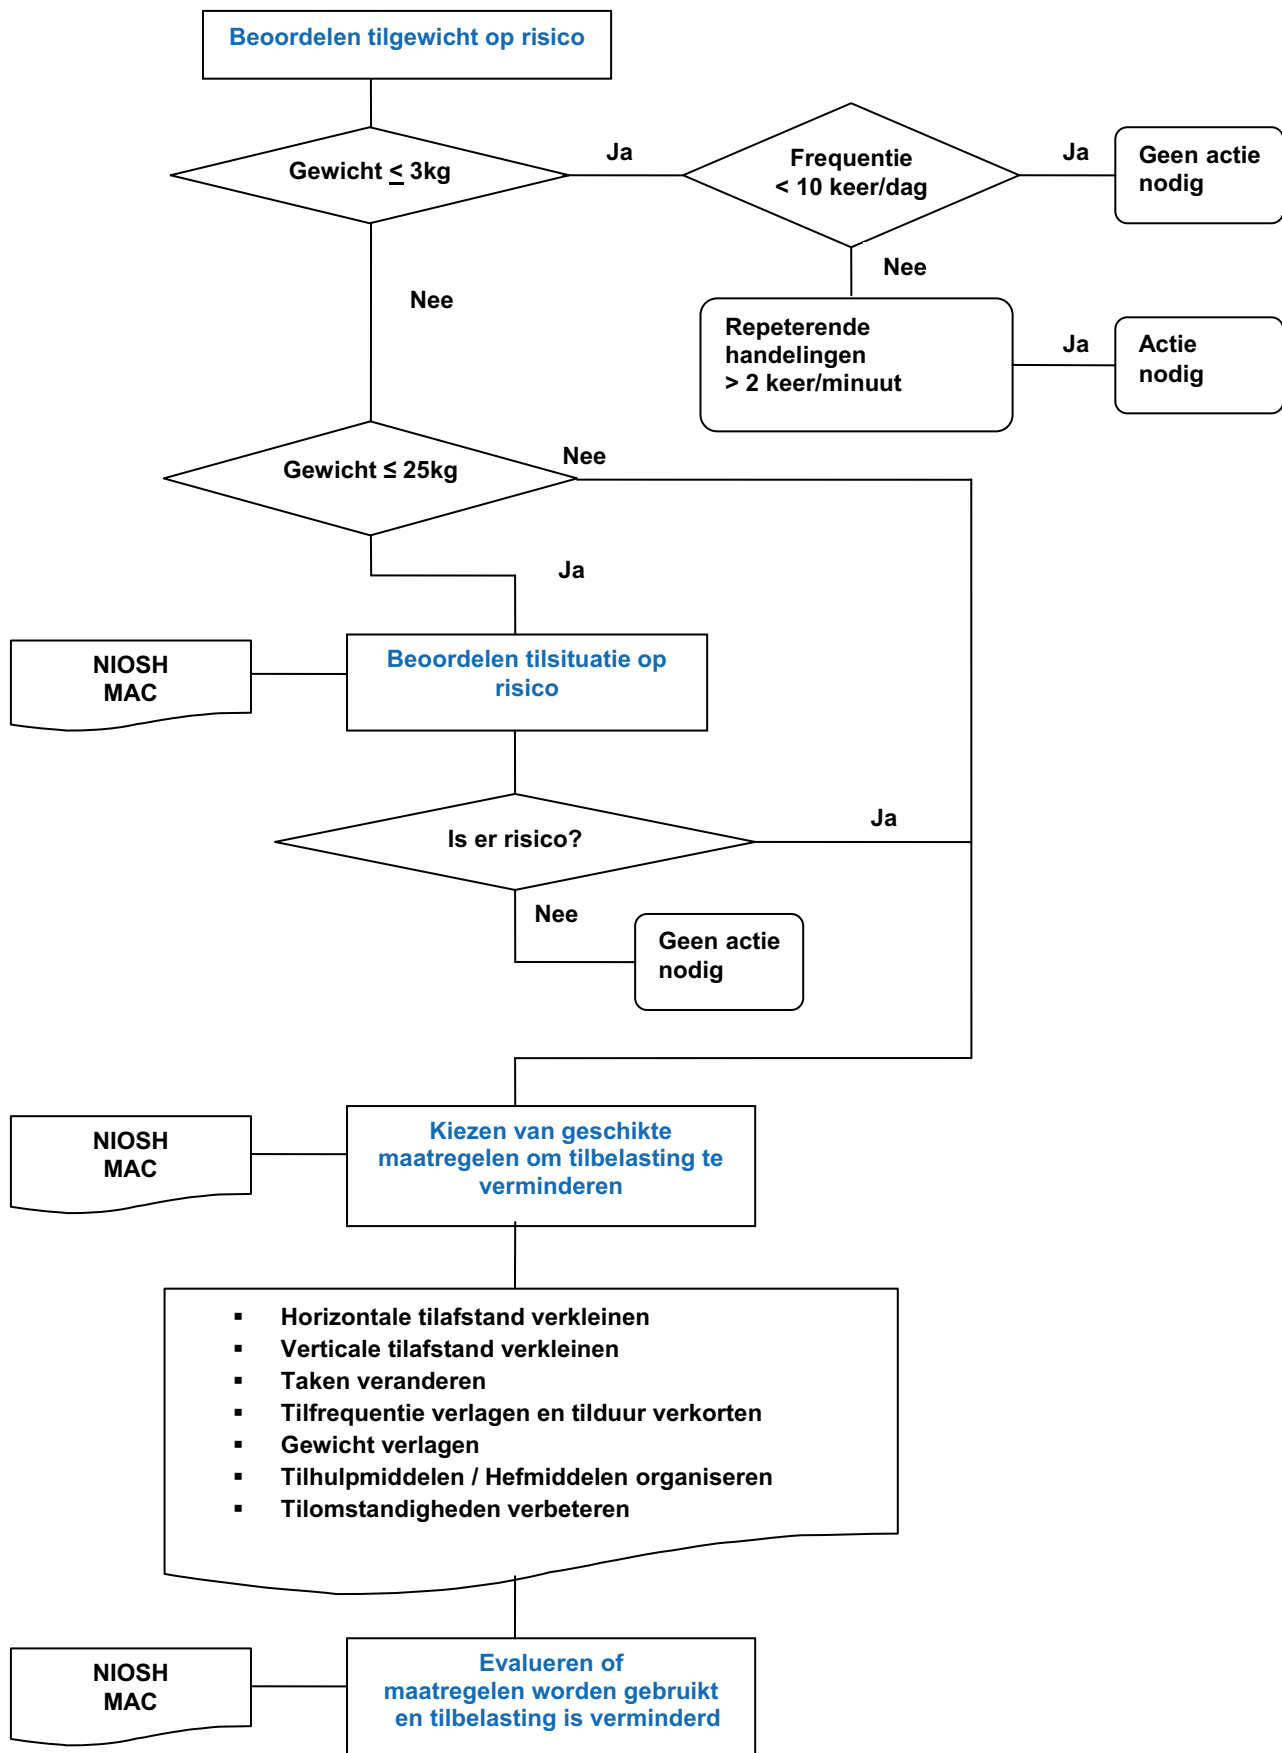 Beoordelen tilgewicht op risico
Gewicht ≤ 3kg
Ja
Frequentie
< 10 keer/dag
Ja
Geen actie
nodig
Nee
Nee
Repeterende
handelingen
> 2 keer/minuut
Ja
Actie
nodig
Gewicht ≤ 25kg
Nee
Ja
NIOSH
MAC
Beoordelen tilsituatie op
risico
Is er risico?
Ja
Nee
Geen actie
nodig
NIOSH
MAC
Kiezen van geschikte
maatregelen om tilbelasting te
verminderen
▪ Horizontale tilafstand verkleinen
▪ Verticale tilafstand verkleinen
▪ Taken veranderen
▪ Tilfrequentie verlagen en tilduur verkorten
▪ Gewicht verlagen
▪ Tilhulpmiddelen / Hefmiddelen organiseren
▪ Tilomstandigheden verbeteren
NIOSH
MAC
Evalueren of
maatregelen worden gebruikt
en tilbelasting is verminderd